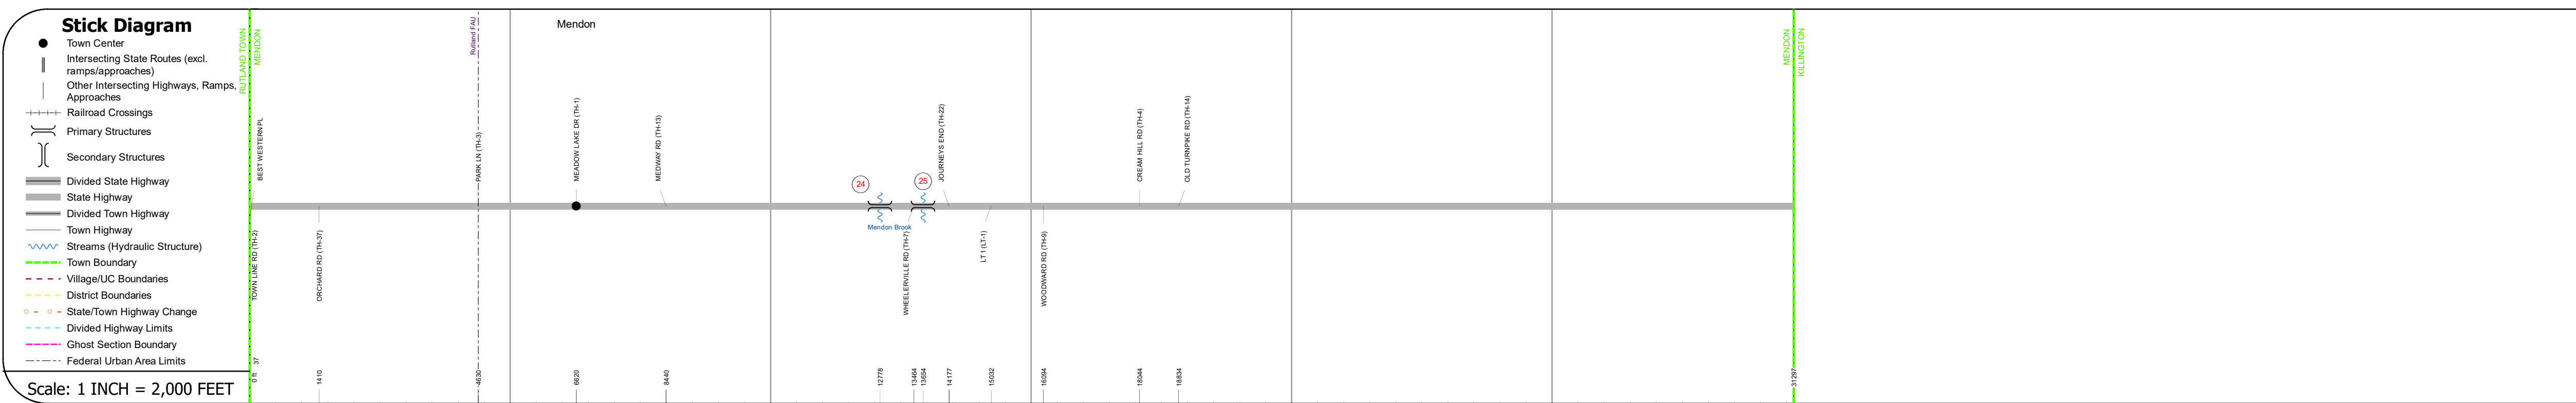 Stick Diagram
Town Center
Intersecting State Routes (excl.
ramps/approaches)
Other Intersecting Highways, Ramps,
Approaches
Railroad Crossings
Primary Structures
Secondary Structures
Divided State Highway
State Highway
Divided Town Highway
Town Highway
Streams (Hydraulic Structure)
Town Boundary
Village/UC Boundaries
District Boundaries
State/Town Highway Change
Divided Highway Limits
Ghost Section Boundary
Federal Urban Area Limits
Scale: 1 INCH = 2,000 FEET
RUTLAND TOWN
MENDON
Rutland FAU
Mendon
MENDON
KILLINGTON
BEST WESTERN PL
PARK LN (TH-3)
MEADOW LAKE DR (TH-1)
MEDWAY RD (TH-13)
24
25
JOURNEYS END (TH-22)
CREAM HILL RD (TH-4)
OLD TURNPIKE RD (TH-14)
Mendon Brook
TOWN LINE RD (TH-2)
ORCHARD RD (TH-37)
WHEELERVILLE RD (TH-7)
LT 1 (LT-1)
WOODWARD RD (TH-9)
0 ft
37
1410
4630
6620
8440
12778
13464
13654
14177
15032
16094
18044
18834
31297